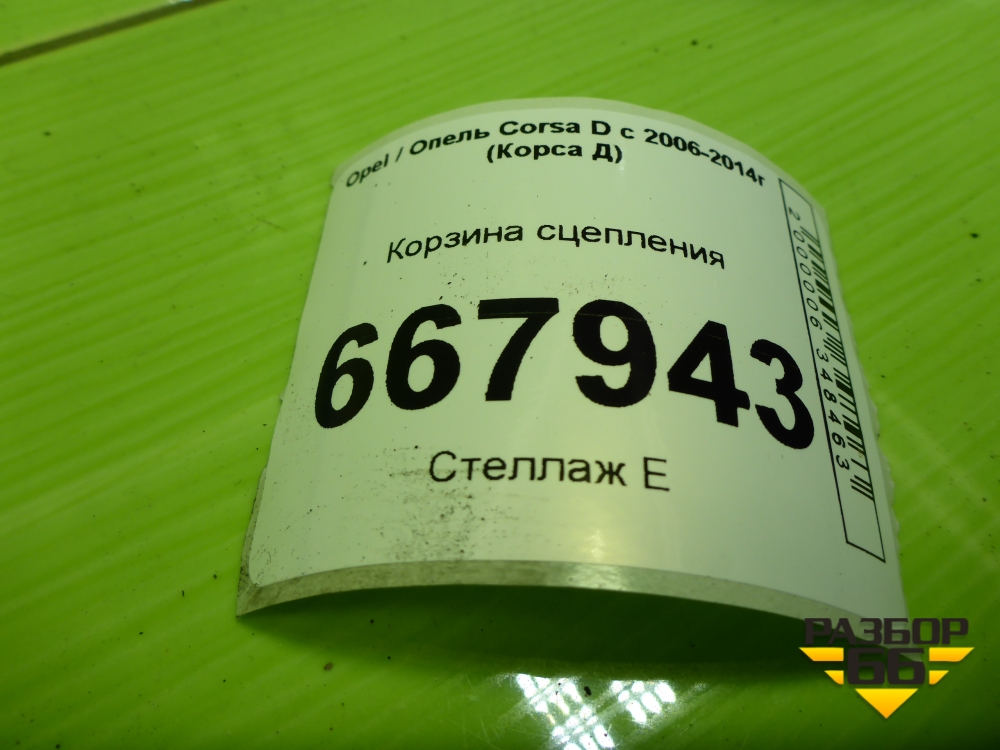 Opel / Опель Corsa D с 2006-2014г
(Корса Д)
Корзина сцепления
667943
Стеллаж Е
2000006348463
РАЗБОР
66